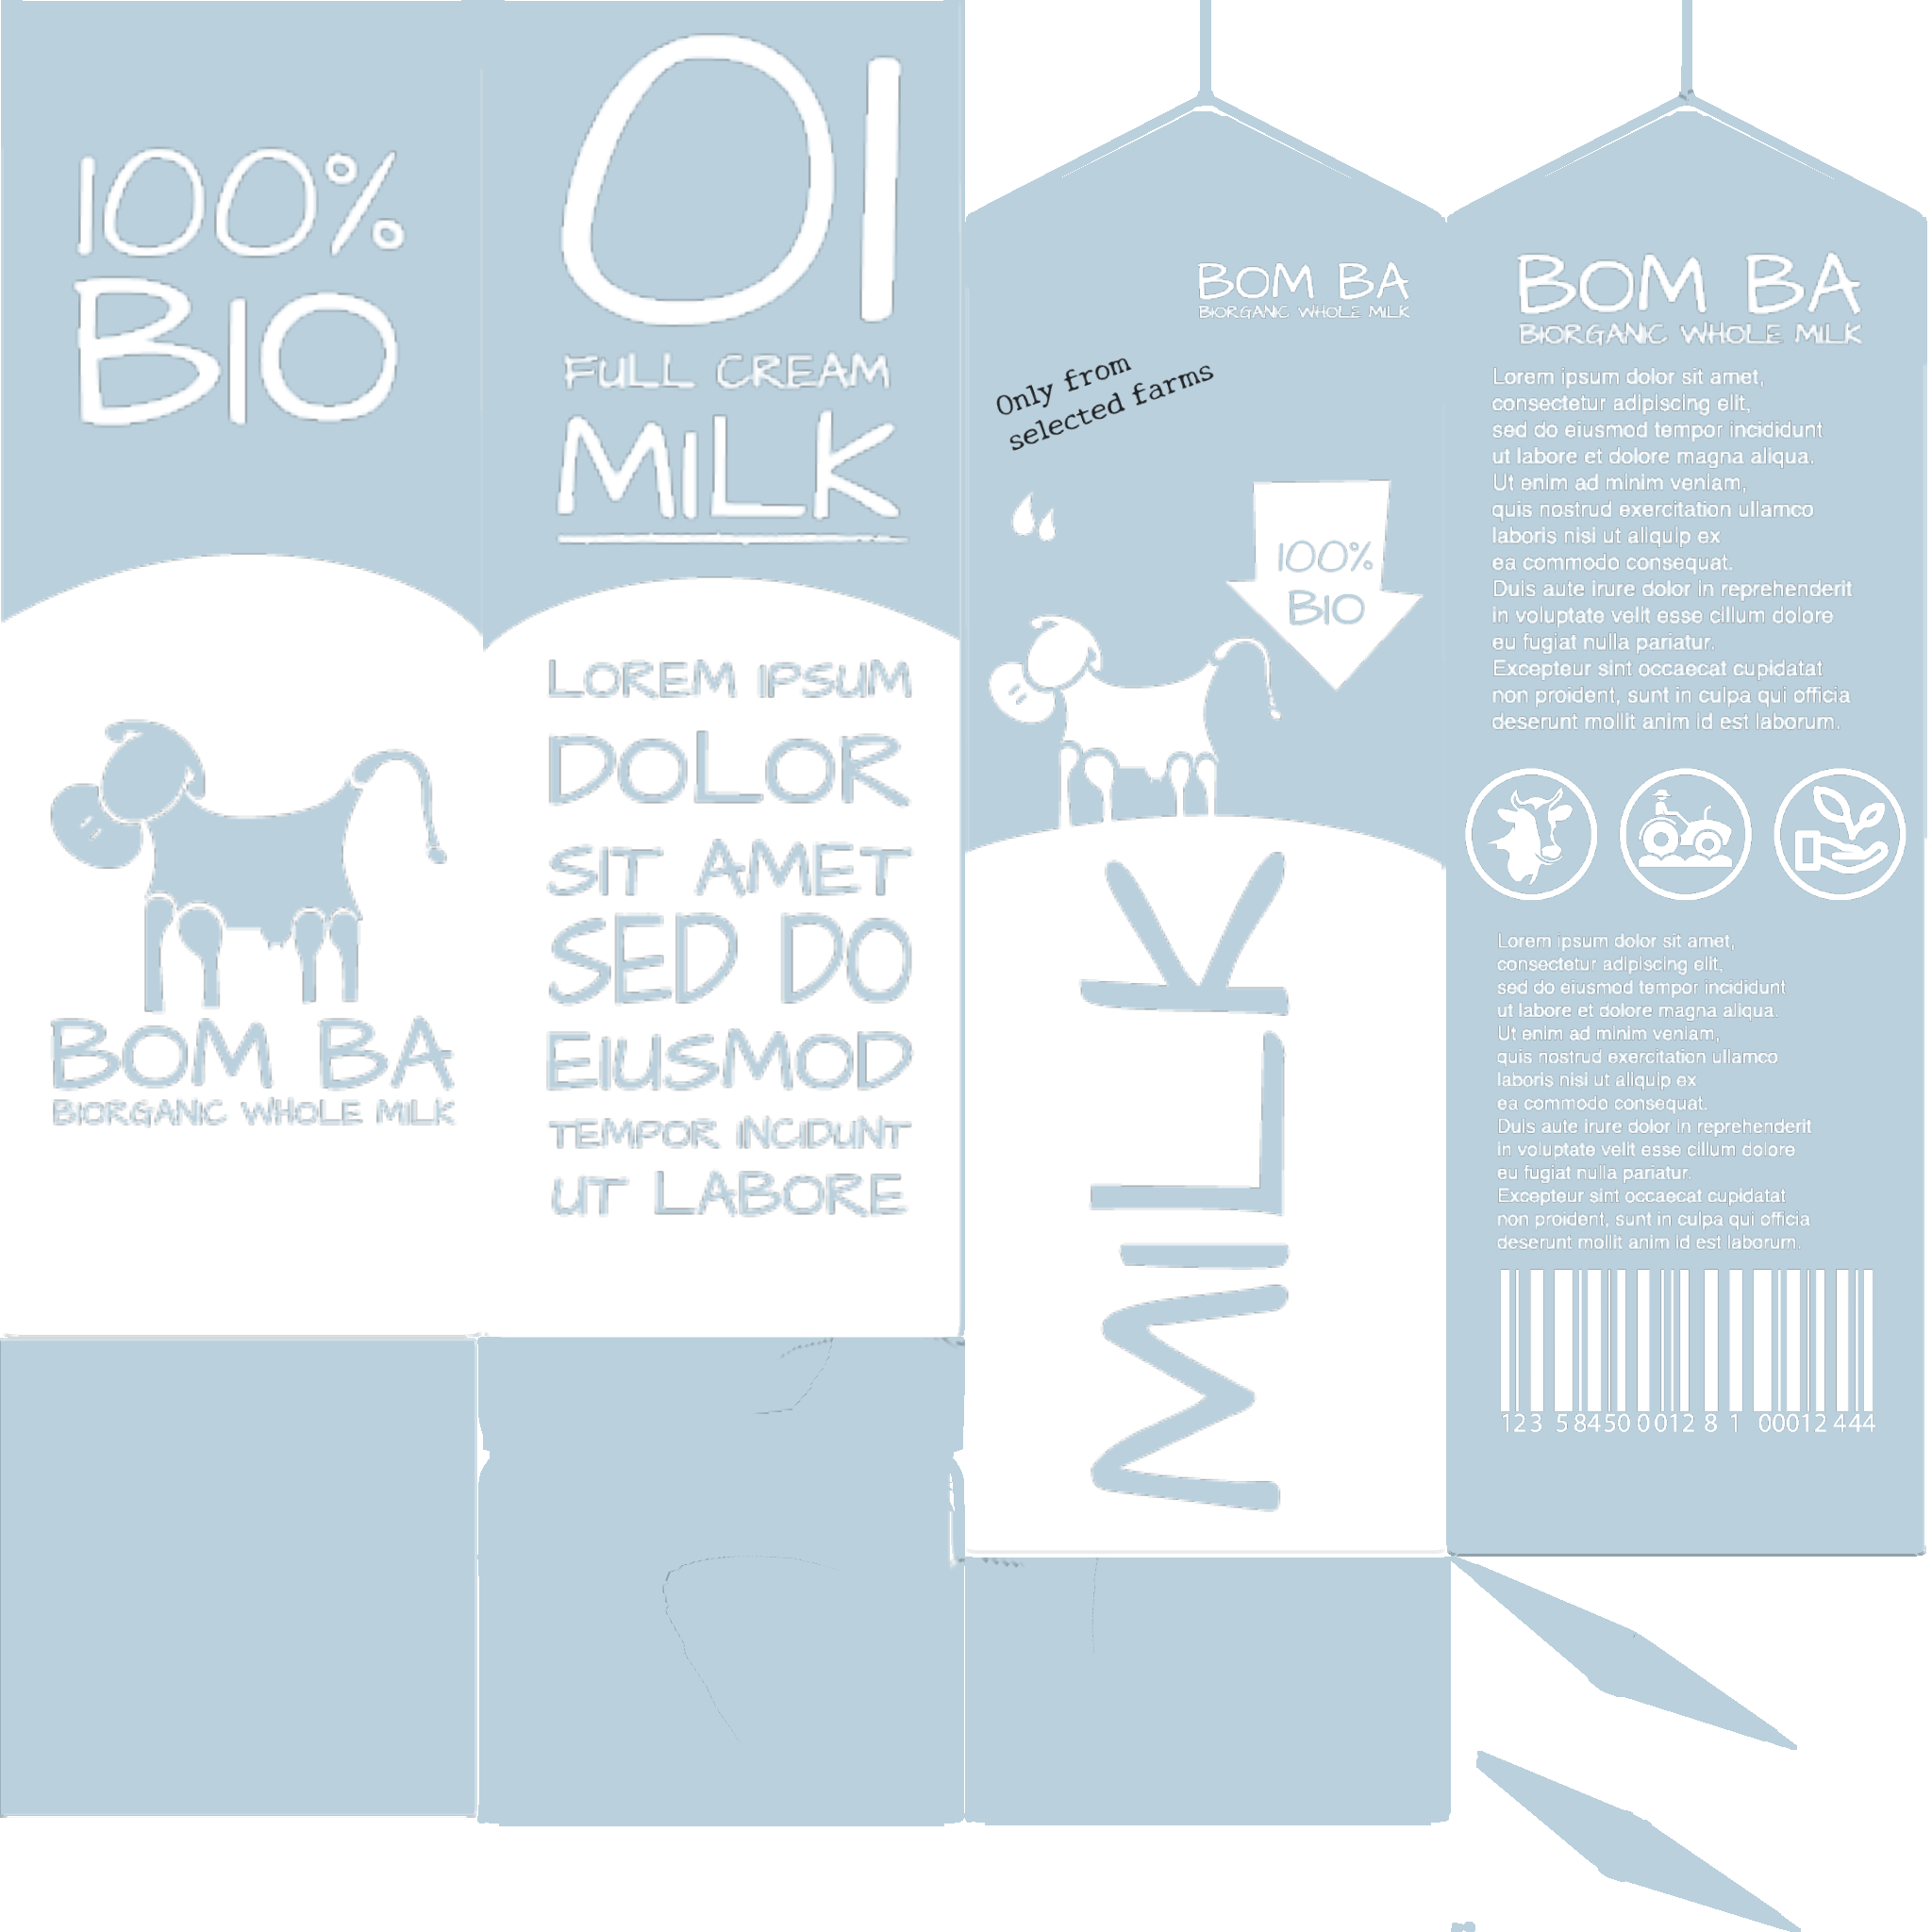 100%
BIO
BOM BA
BIORGANIC WHOLE MILK
OI
FULL CREAM
MILK
LOREM IPSUM
DOLOR
SIT AMET
SED DO
EIUSMOD
TEMPOR INCIDUNT
UT LABORE
BOM BA
BIORGANIC WHOLE MILK
Only from
selected farms
100%
BIO
MILK
BOM BA
BIORGANIC WHOLE MILK
Lorem ipsum dolor sit amet,
consectetur adipiscing elit,
sed do eiusmod tempor incididunt
ut labore et dolore magna aliqua.
Ut enim ad minim veniam,
quis nostrud exercitation ullamco
laboris nisi ut aliquip ex
ea commodo consequat.
Duis aute irure dolor in reprehenderit
in voluptate velit esse cillum dolore
eu fugiat nulla pariatur.
Excepteur sint occaecat cupidatat
non proident, sunt in culpa qui officia
deserunt mollit anim id est laborum.
Lorem ipsum dolor sit amet,
consectetur adipiscing elit,
sed do eiusmod tempor incididunt
ut labore et dolore magna aliqua.
Ut enim ad minim veniam,
quis nostrud exercitation ullamco
laboris nisi ut aliquip ex
ea commodo consequat.
Duis aute irure dolor in reprehenderit
in voluptate velit esse cillum dolore
eu fugiat nulla pariatur.
Excepteur sint occaecat cupidatat
non proident, sunt in culpa qui officia
deserunt mollit anim id est laborum.
123 58450 0012 8 1 00012 444